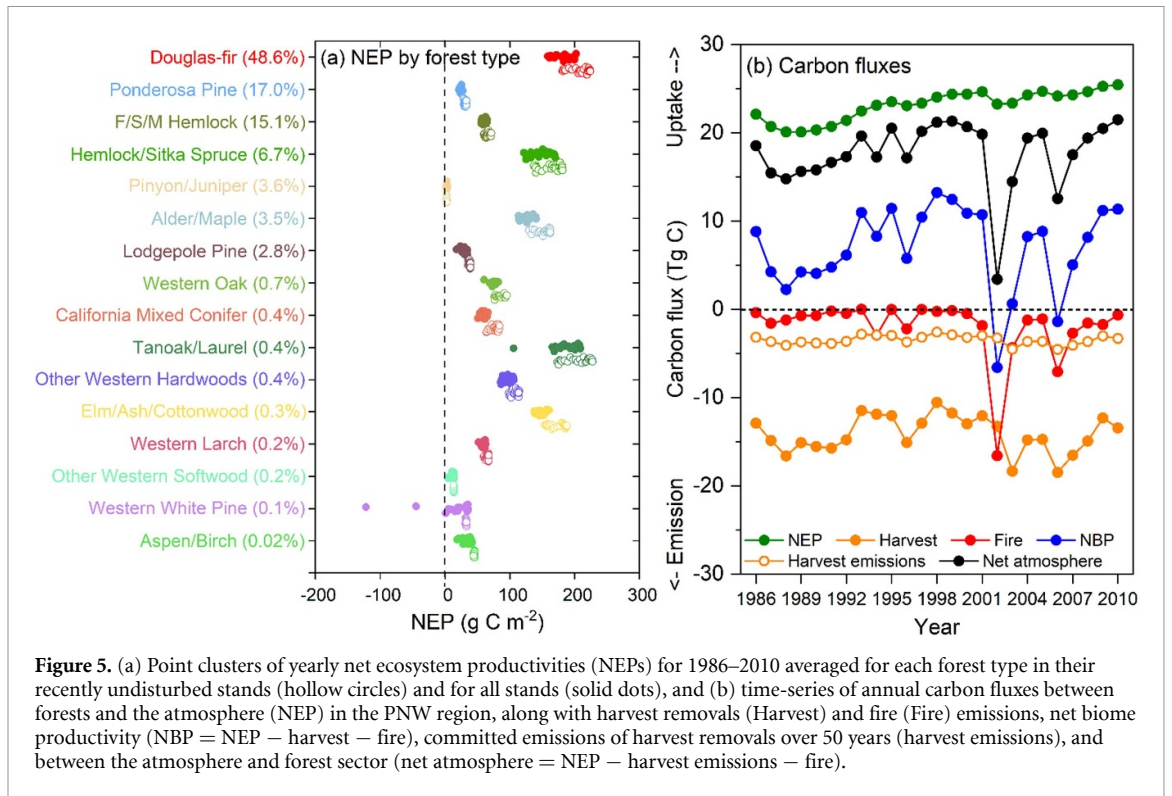 (a) NEP by forest type
Douglas-fir (48.6%)
Ponderosa Pine (17.0%)
F/S/M Hemlock (15.1%)
Hemlock/Sitka Spruce (6.7%)
Pinyon/Juniper (3.6%)
Alder/Maple (3.5%)
Lodgepole Pine (2.8%)
Western Oak (0.7%)
California Mixed Conifer (0.4%)
Tanoak/Laurel (0.4%)
Other Western Hardwoods (0.4%)
Elm/Ash/Cottonwood (0.3%)
Western Larch (0.2%)
Other Western Softwood (0.2%)
Western White Pine (0.1%)
Aspen/Birch (0.02%)
-200 -100 0 100 200 300
NEP (g C m⁻²)
(b) Carbon fluxes
Uptake -->
Carbon flux (Tg C)
<- Emission
30
20
10
0
-10
-20
-30
NEP Harvest Fire NBP
Harvest emissions Net atmosphere
1986 1989 1992 1995 1998 2001 2004 2007 2010
Year
Figure 5. (a) Point clusters of yearly net ecosystem productivities (NEPs) for 1986–2010 averaged for each forest type in their
recently undisturbed stands (hollow circles) and for all stands (solid dots), and (b) time-series of annual carbon fluxes between
forests and the atmosphere (NEP) in the PNW region, along with harvest removals (Harvest) and fire (Fire) emissions, net biome
productivity (NBP = NEP − harvest − fire), committed emissions of harvest removals over 50 years (harvest emissions), and
between the atmosphere and forest sector (net atmosphere = NEP − harvest emissions − fire).